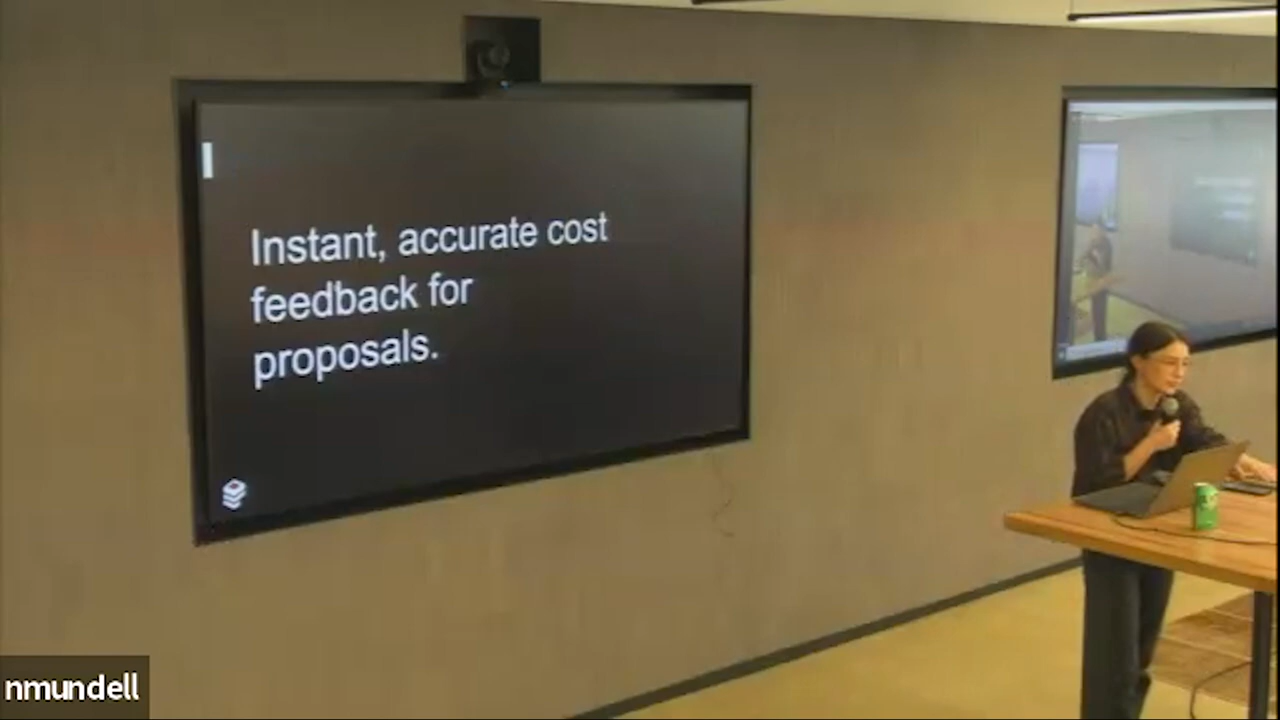 Instant, accurate cost
feedback for
proposals.
nmundell